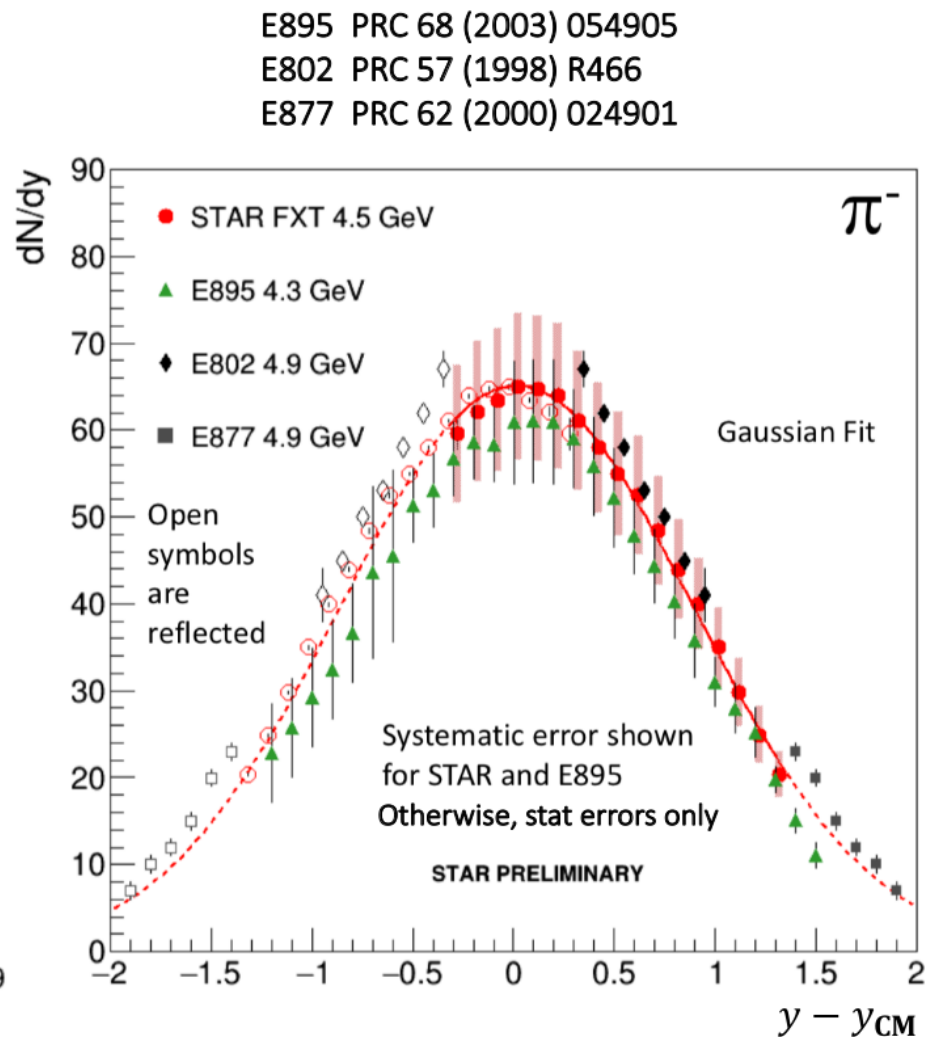 E895 PRC 68 (2003) 054905
E802 PRC 57 (1998) R466
E877 PRC 62 (2000) 024901
dN/dy
90
80
70
60
50
40
30
20
10
0
STAR FXT 4.5 GeV
E895 4.3 GeV
E802 4.9 GeV
E877 4.9 GeV
π⁻
Gaussian Fit
Open
symbols
are
reflected
Systematic error shown
for STAR and E895
Otherwise, stat errors only
STAR PRELIMINARY
−2 −1.5 −1 −0.5 0 0.5 1 1.5 2
y − yCM